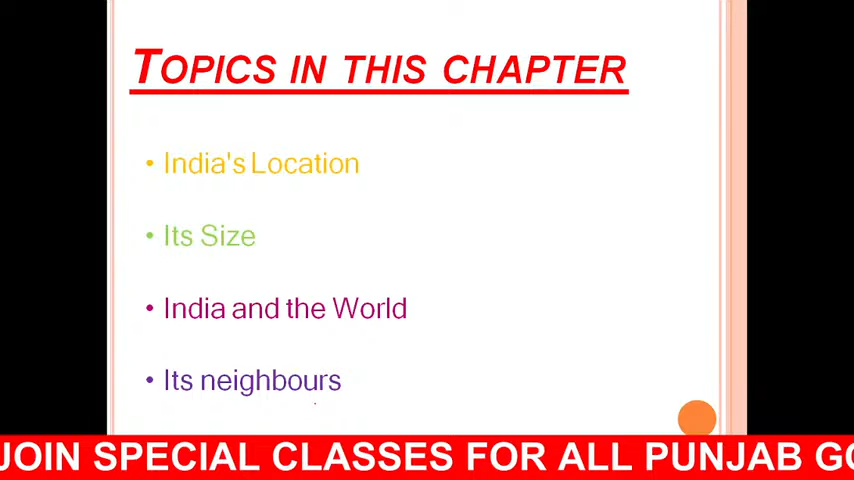 TOPICS IN THIS CHAPTER
• India's Location
• Its Size
• India and the World
• Its neighbours
JOIN SPECIAL CLASSES FOR ALL PUNJAB